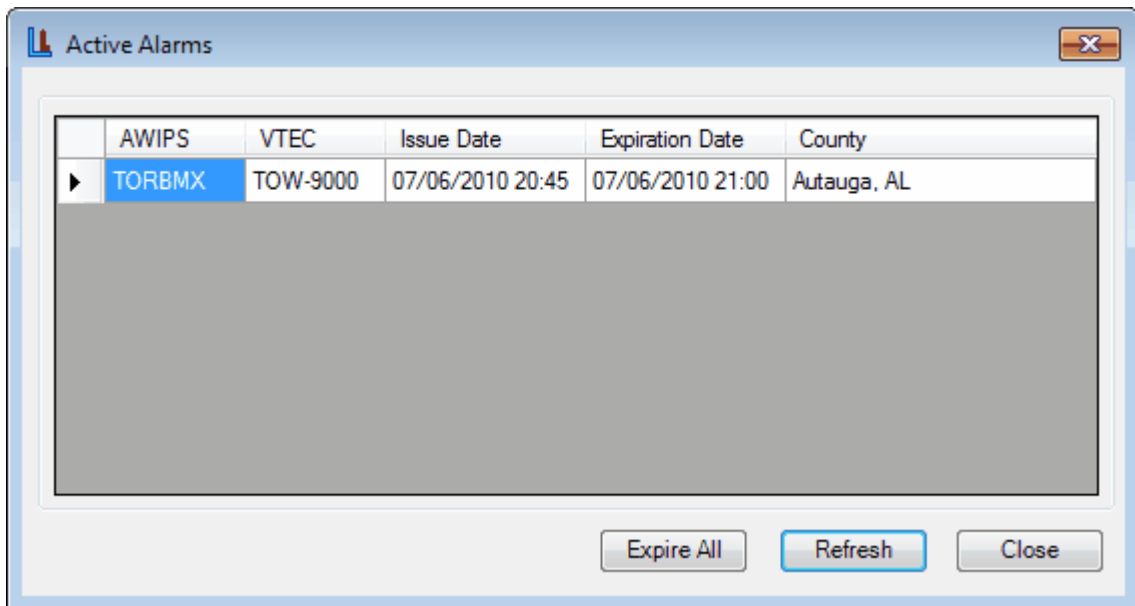 Active Alarms
AWIPS VTEC Issue Date Expiration Date County
TORBMX TOW-9000 07/06/2010 20:45 07/06/2010 21:00 Autauga, AL
Expire All Refresh Close